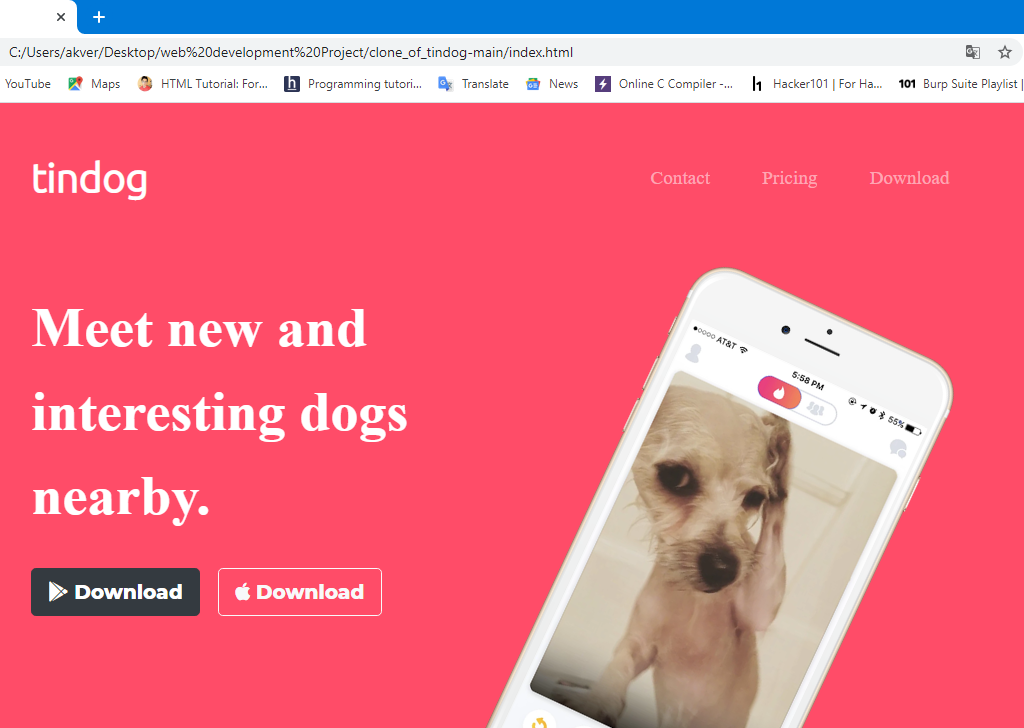 C:/Users/akver/Desktop/web%20development%20Project/clone_of_tindog-main/index.html
YouTube Maps HTML Tutorial: For... Programming tutori... Translate News Online C Compiler -... Hacker101 | For Ha... 101 Burp Suite Playlist |
tindog
Contact Pricing Download
Meet new and
interesting dogs
nearby.
AT&T
5:58 PM
55%
Download Download